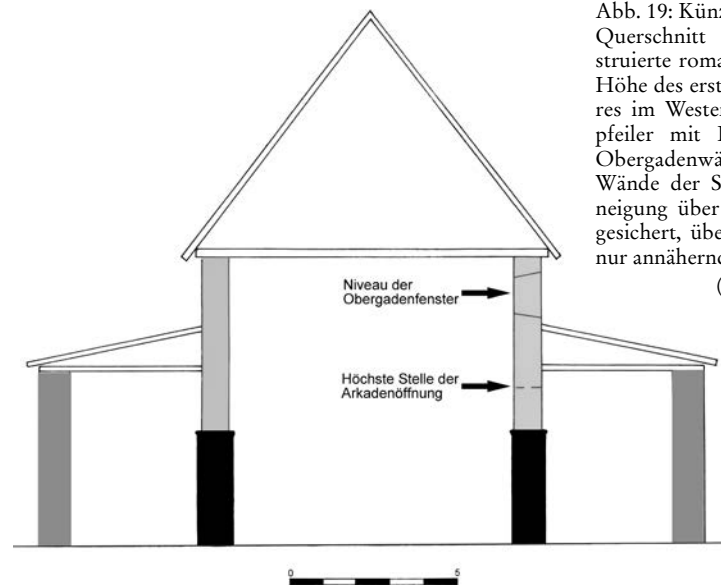 Abb. 19: Künz
Querschnitt
struierte roma
Höhe des erst
res im Wester
pfeiler mit
Obergadenwä
Wände der S
neigung über
gesichert, übe
nur annähernd
(
Niveau der
Obergadenfenster
Höchste Stelle der
Arkadenöffnung
0 5